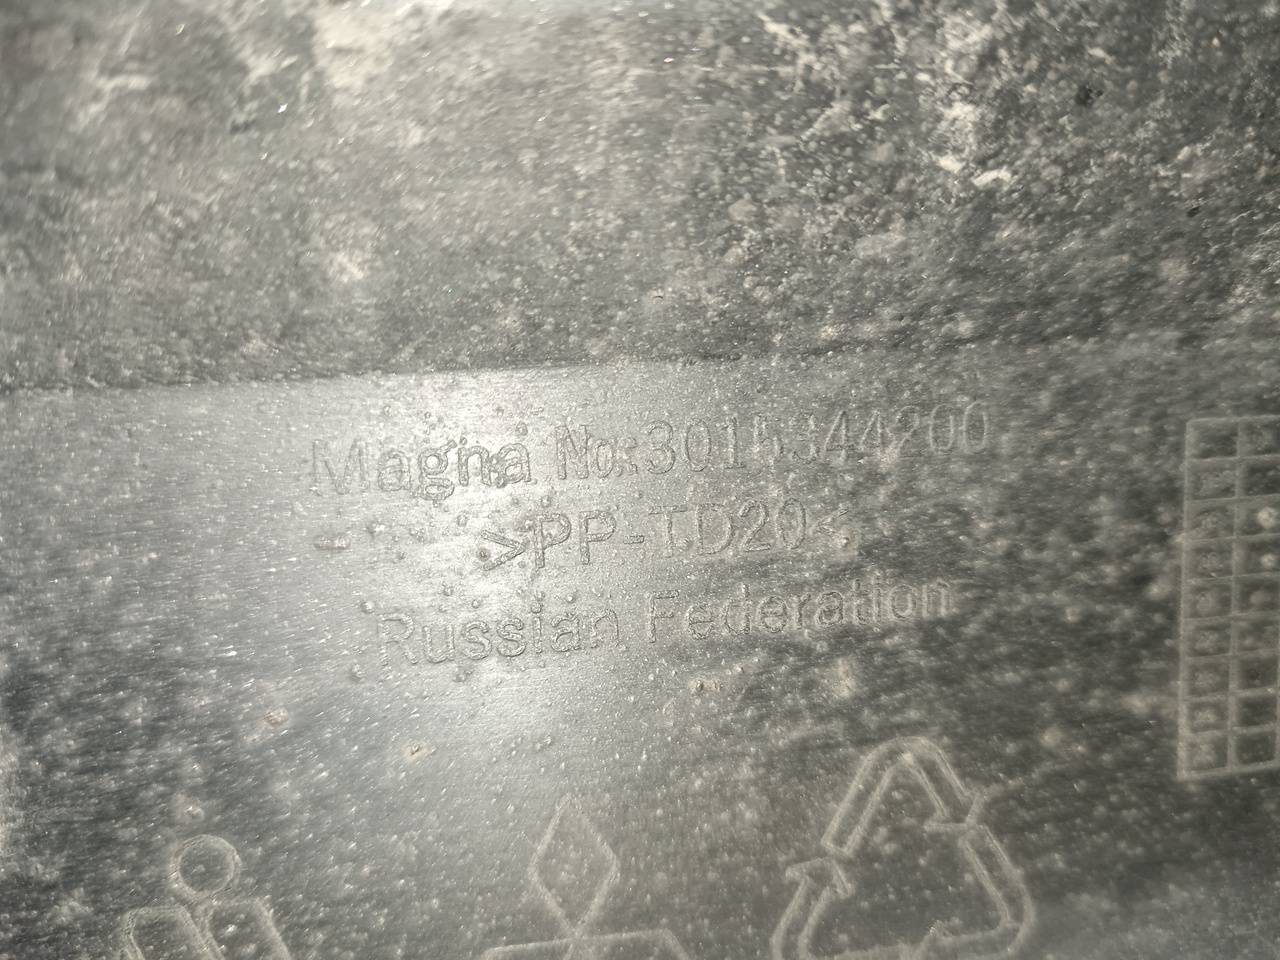 Magna No:3015344200
>PP-TD20<
Russian Federation